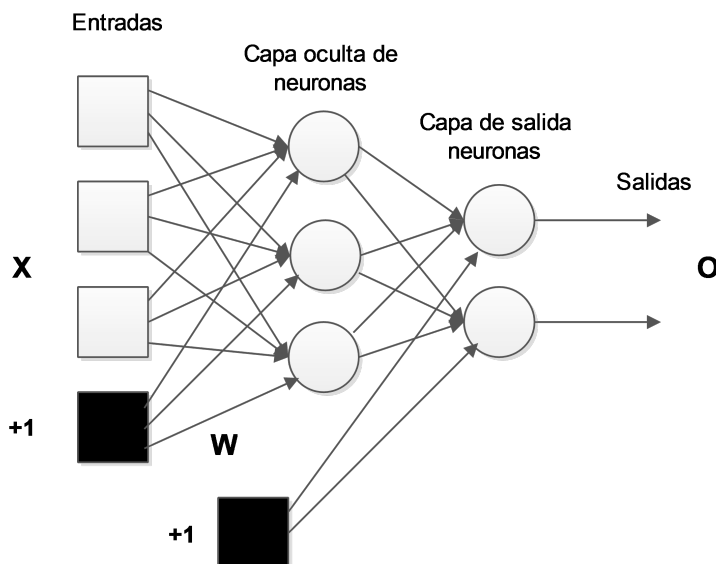 Entradas
Capa oculta de
neuronas
Capa de salida
neuronas
Salidas
X
O
+1
W
+1